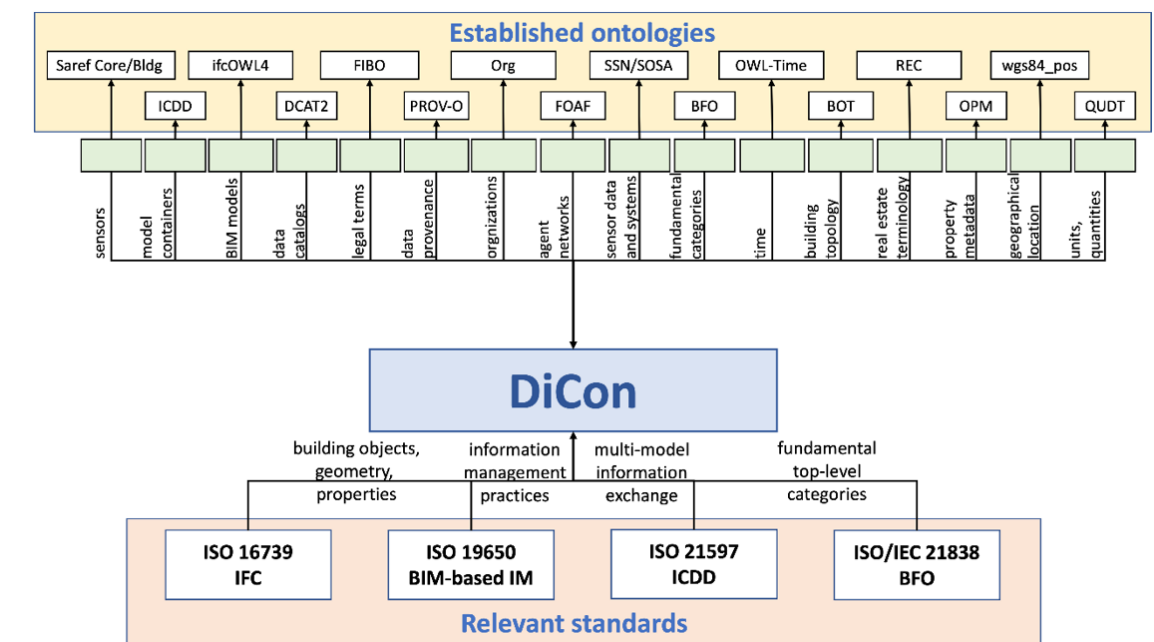 Established ontologies
Saref Core/Bldg
ifcOWL4
FIBO
Org
SSN/SOSA
OWL-Time
REC
wgs84_pos
ICDD
DCAT2
PROV-O
FOAF
BFO
BOT
OPM
QUDT
sensors
model
containers
BIM models
data
catalogs
legal terms
data
provenance
orgnizations
agent
networks
sensor data
and systems
fundamental
categories
time
building
topology
real estate
terminology
property
metadata
geographical
location
units,
quantities
DiCon
building objects,
geometry,
properties
information
management
practices
multi-model
information
exchange
fundamental
top-level
categories
ISO 16739
IFC
ISO 19650
BIM-based IM
ISO 21597
ICDD
ISO/IEC 21838
BFO
Relevant standards